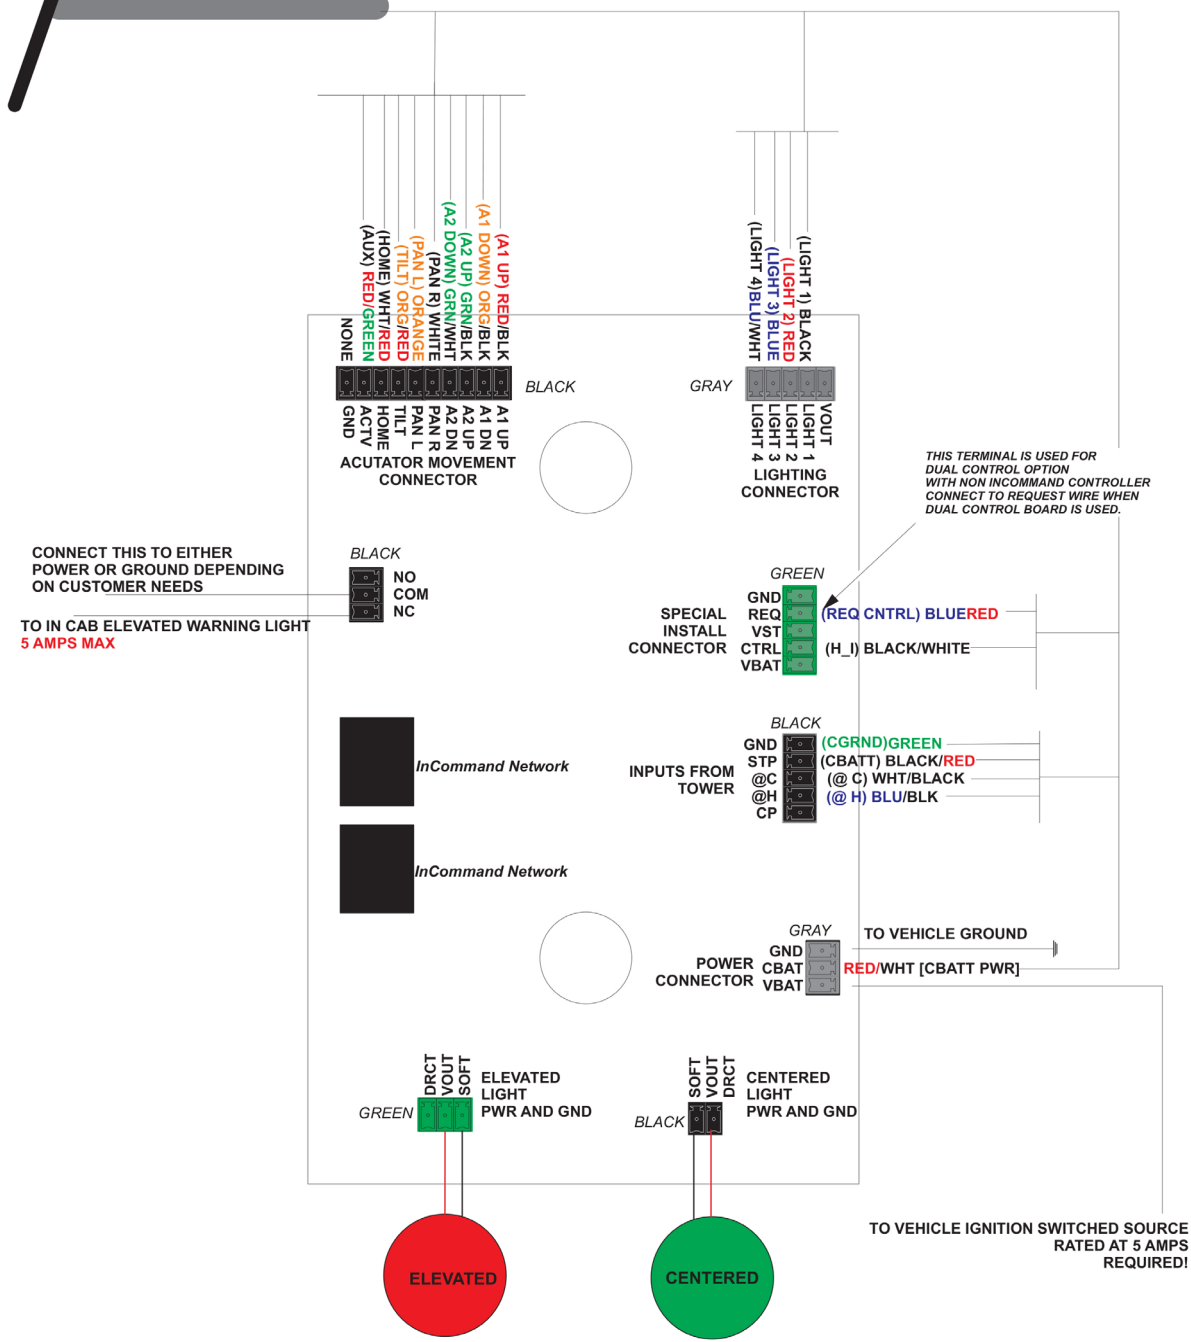 NONE
(AUX) RED/GREEN
(HOME) WHT/RED
(TILT) ORG/RED
(PAN L) ORANGE
(PAN R) WHITE
(A2 DOWN) GRN/WHT
(A2 UP) GRN/BLK
(A1 DOWN) ORG/BLK
(A1 UP) RED/BLK
BLACK
GND
ACTV
HOME
TILT
PAN L
PAN R
A2 DN
A2 UP
A1 DN
A1 UP
ACUTATOR MOVEMENT
CONNECTOR
(LIGHT 4)BLU/WHT
(LIGHT 3) BLUE
(LIGHT 2) RED
(LIGHT 1) BLACK
GRAY
LIGHT 4
LIGHT 3
LIGHT 2
LIGHT 1
VOUT
LIGHTING
CONNECTOR
THIS TERMINAL IS USED FOR
DUAL CONTROL OPTION
WITH NON INCOMMAND CONTROLLER
CONNECT TO REQUEST WIRE WHEN
DUAL CONTROL BOARD IS USED.
CONNECT THIS TO EITHER
POWER OR GROUND DEPENDING
ON CUSTOMER NEEDS
TO IN CAB ELEVATED WARNING LIGHT
5 AMPS MAX
BLACK
NO
COM
NC
GREEN
SPECIAL
INSTALL
CONNECTOR
GND
REQ (REQ CNTRL) BLUERED
VST
CTRL (H_I) BLACK/WHITE
VBAT
BLACK
INPUTS FROM
TOWER
GND (CGRND)GREEN
STP (CBATT) BLACK/RED
@C (@ C) WHT/BLACK
@H (@ H) BLU/BLK
CP
InCommand Network
InCommand Network
GRAY
POWER
CONNECTOR
GND TO VEHICLE GROUND
CBAT RED/WHT [CBATT PWR]
VBAT
DRCT
VOUT
SOFT
ELEVATED
LIGHT
PWR AND GND
GREEN
SOFT
VOUT
DRCT
CENTERED
LIGHT
PWR AND GND
BLACK
TO VEHICLE IGNITION SWITCHED SOURCE
RATED AT 5 AMPS
REQUIRED!
ELEVATED
CENTERED